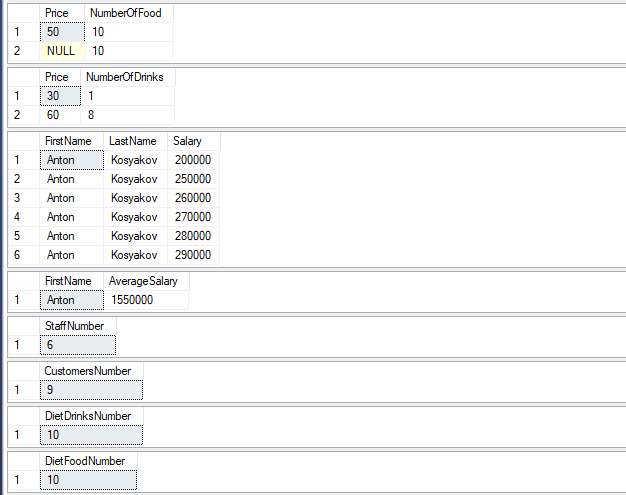 Price NumberOfFood
1 50 10
2 NULL 10
Price NumberOfDrinks
1 30 1
2 60 8
FirstName LastName Salary
1 Anton Kosyakov 200000
2 Anton Kosyakov 250000
3 Anton Kosyakov 260000
4 Anton Kosyakov 270000
5 Anton Kosyakov 280000
6 Anton Kosyakov 290000
FirstName AverageSalary
1 Anton 1550000
StaffNumber
1 6
CustomersNumber
1 9
DietDrinksNumber
1 10
DietFoodNumber
1 10